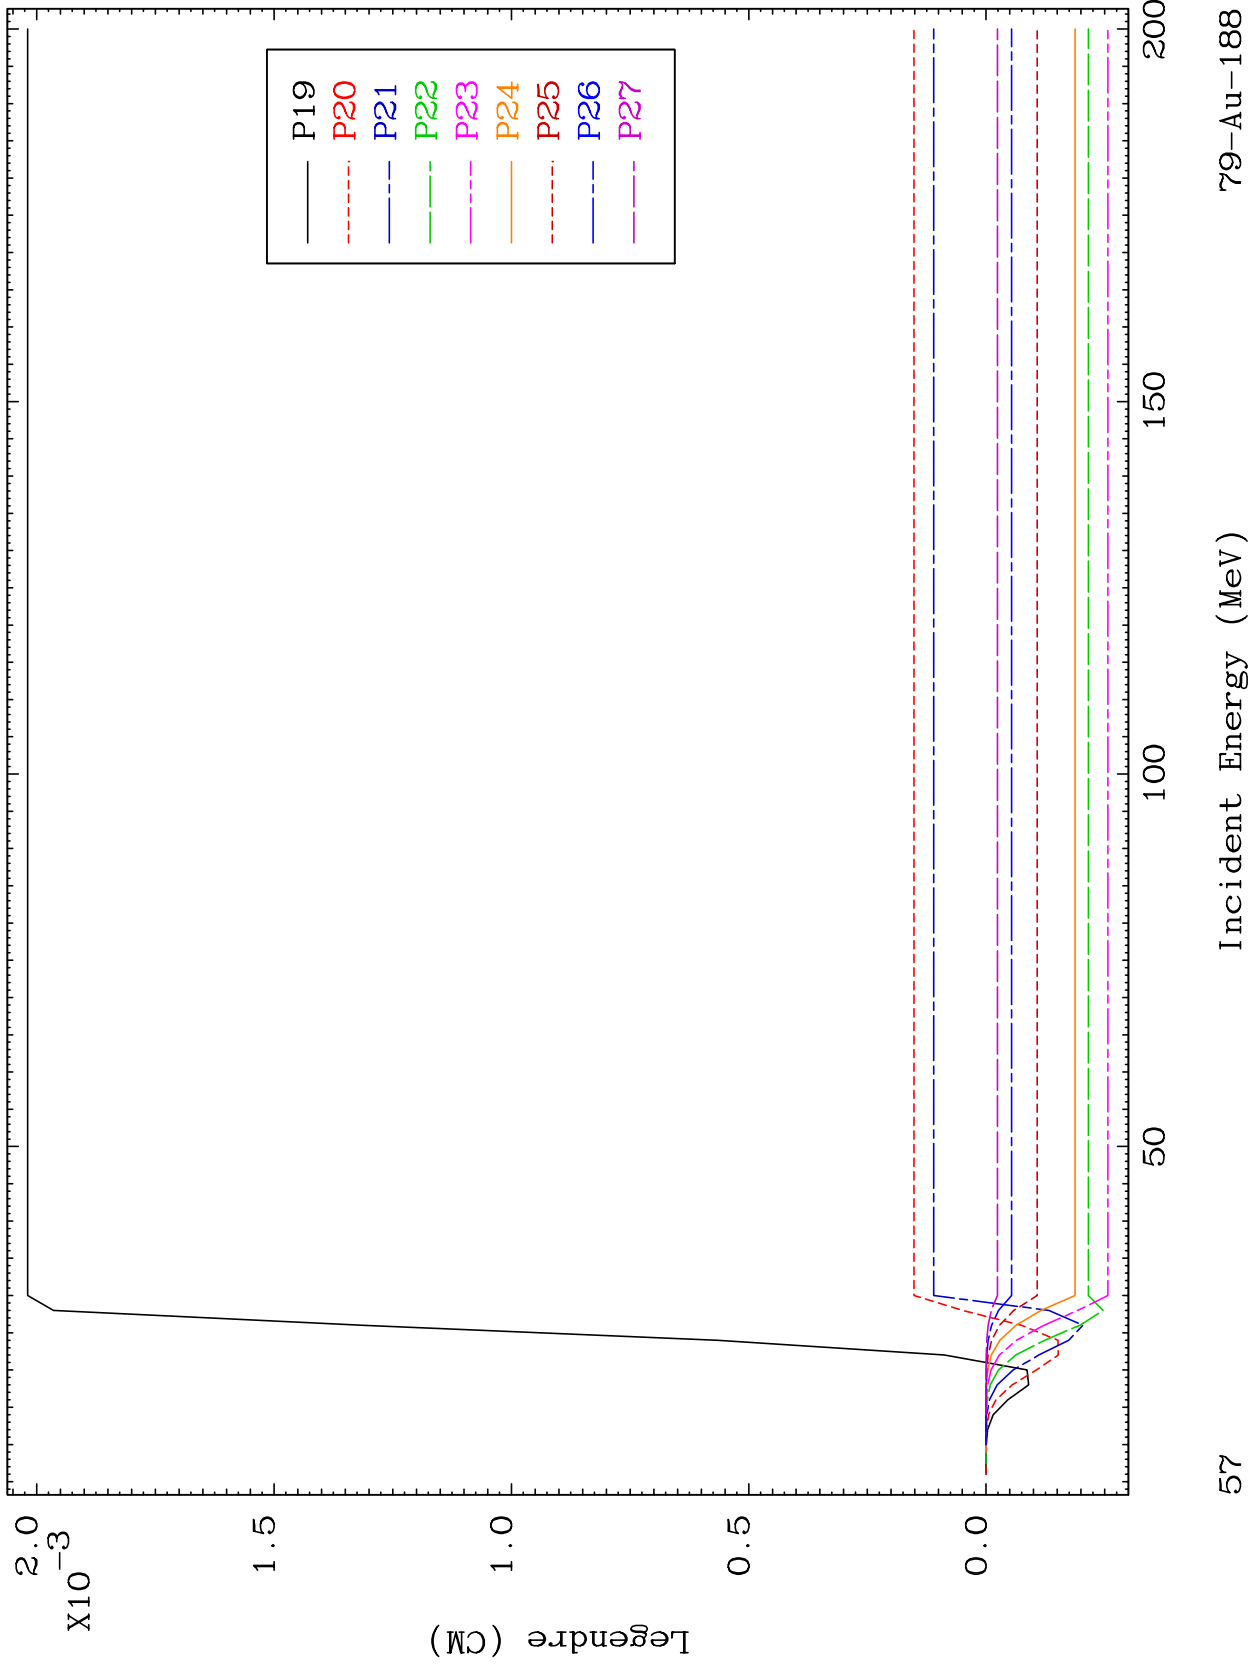 2.0
X10-3
1.5
1.0
0.5
0.0
Legendre (CM)
P19
P20
P21
P22
P23
P24
P25
P26
P27
50
100
150
200
57
Incident Energy (MeV)
79-Au-188